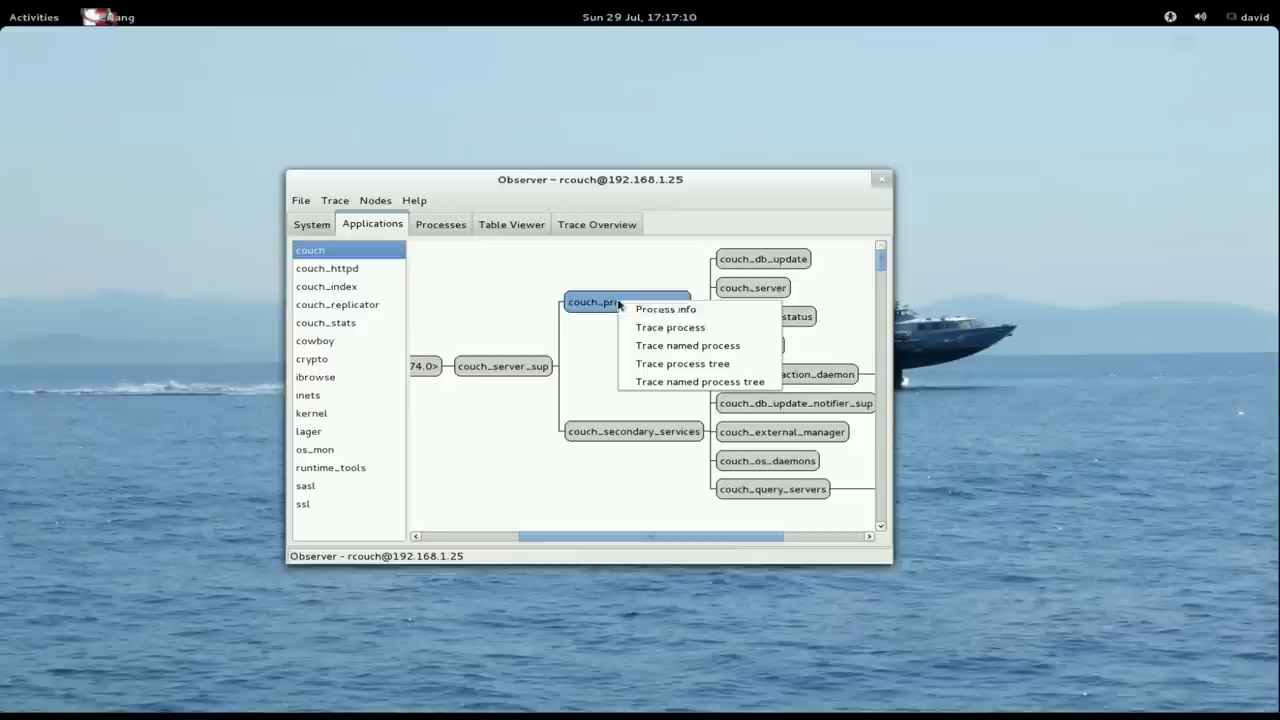 Activities
Sun 29 Jul, 17:17:10
david
Observer - rcouch@192.168.1.25
File Trace Nodes Help
System Applications Processes Table Viewer Trace Overview
couch
couch_httpd
couch_index
couch_replicator
couch_stats
cowboy
crypto
ibrowse
inets
kernel
lager
os_mon
runtime_tools
sasl
ssl
74.0>
couch_server_sup
couch_secondary_services
Process info
Trace process
Trace named process
Trace process tree
Trace named process tree
couch_db_update
couch_server
status
action_daemon
couch_db_update_notifier_sup
couch_external_manager
couch_os_daemons
couch_query_servers
Observer - rcouch@192.168.1.25